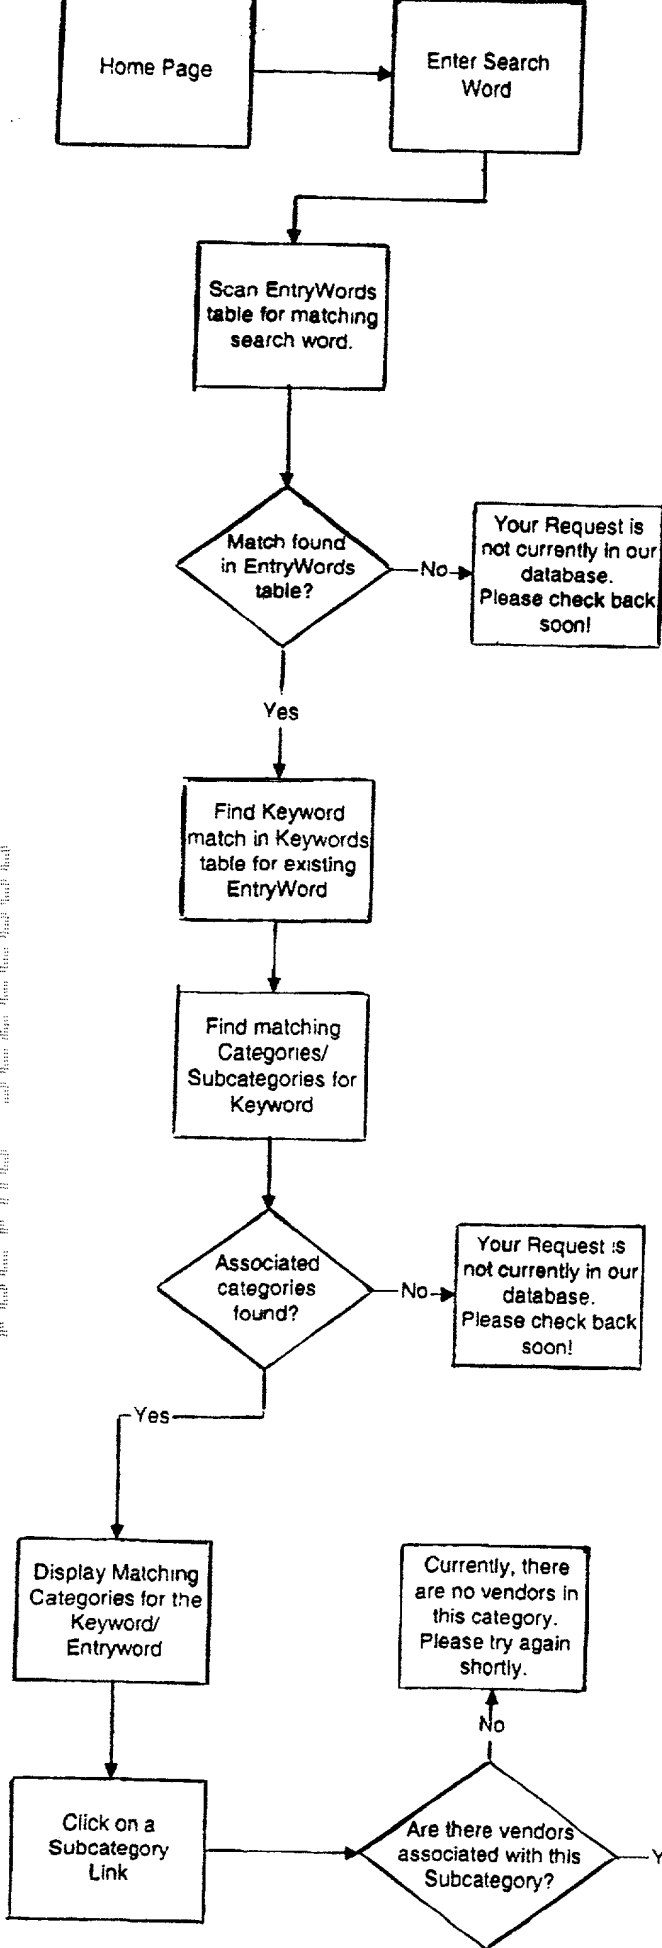 Home Page
Enter Search
Word
Scan EntryWords
table for matching
search word.
Match found
in EntryWords
table?
No
Your Request is
not currently in our
database.
Please check back
soon!
Yes
Find Keyword
match in Keywords
table for existing
EntryWord
Find matching
Categories/
Subcategories for
Keyword
Associated
categories
found?
No
Your Request is
not currently in our
database.
Please check back
soon!
Yes
Display Matching
Categories for the
Keyword/
Entryword
Currently, there
are no vendors in
this category.
Please try again
shortly.
No
Click on a
Subcategory
Link
Are there vendors
associated with this
Subcategory?
Y